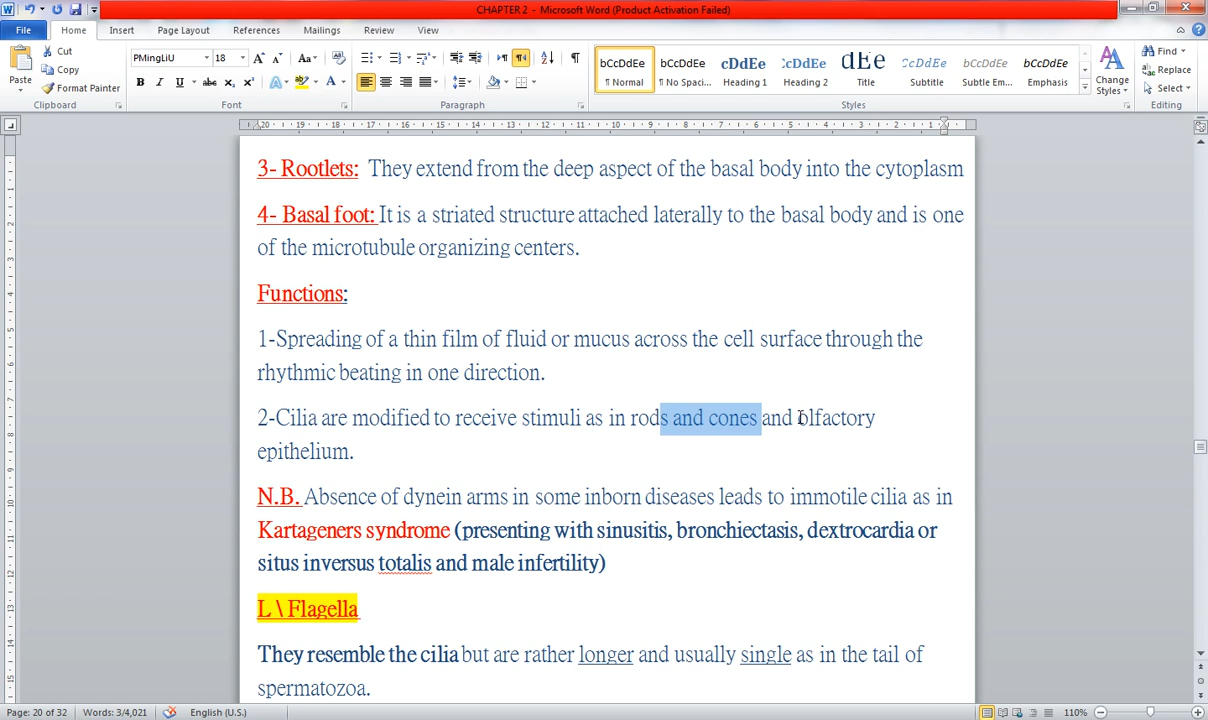 CHAPTER 2 - Microsoft Word (Product Activation Failed)
File Home Insert Page Layout References Mailings Review View
Paste Cut Copy Format Painter
PMingLiU 18
AaBbCcDdEe
bCcDdEe bCcDdEe cDdEe :cDdEe dEe cDdEe bCcDdEe bCcDdEe
¶ Normal ¶ No Spaci... Heading 1 Heading 2 Title Subtitle Subtle Em... Emphasis
Change Styles
Find Replace Select
Clipboard Font Paragraph Styles Editing
3- Rootlets: They extend from the deep aspect of the basal body into the cytoplasm
4- Basal foot: It is a striated structure attached laterally to the basal body and is one
of the microtubule organizing centers.
Functions:
1-Spreading of a thin film of fluid or mucus across the cell surface through the
rhythmic beating in one direction.
2-Cilia are modified to receive stimuli as in rods and cones and olfactory
epithelium.
N.B. Absence of dynein arms in some inborn diseases leads to immotile cilia as in
Kartageners syndrome (presenting with sinusitis, bronchiectasis, dextrocardia or
situs inversus totalis and male infertility)
L \ Flagella
They resemble the cilia but are rather longer and usually single as in the tail of
spermatozoa.
Page: 20 of 32 Words: 3/4,021 English (U.S.) 110%